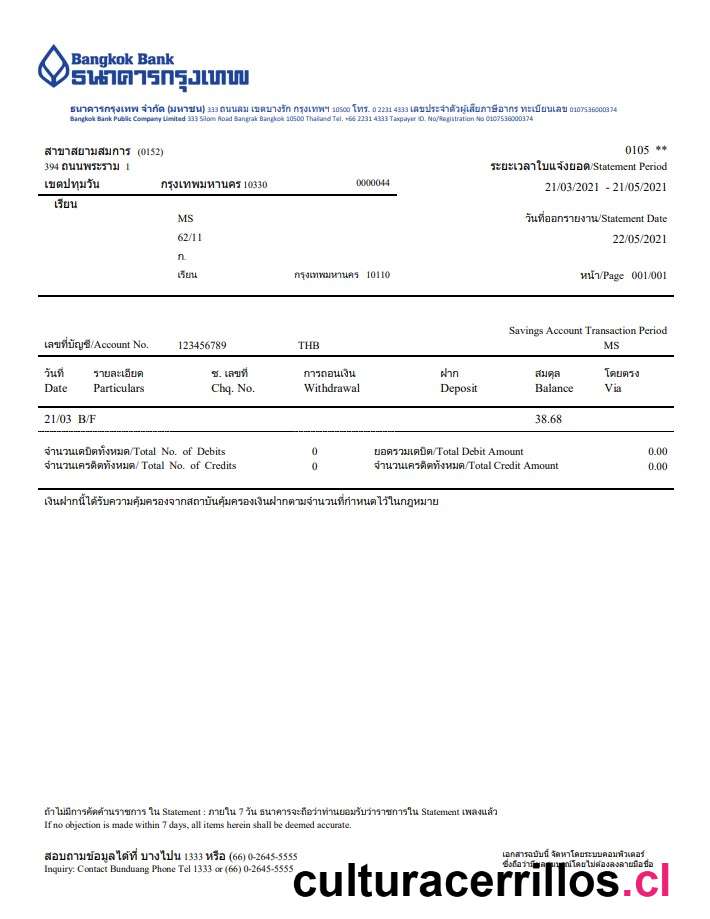 Bangkok Bank
ธนาคารกรุงเทพ
ธนาคารกรุงเทพ จำกัด (มหาชน) 333 ถนนสีลม เขตบางรัก กรุงเทพฯ 10500 โทร. 0 2231 4333 เลขประจำตัวผู้เสียภาษีอากร ทะเบียนเลข 0107536000374
Bangkok Bank Public Company Limited 333 Silom Road Bangrak Bangkok 10500 Thailand Tel. +66 2231 4333 Taxpayer ID. No/Registration No 0107536000374
สาขาสยามสมการ (0152) 0105 **
394 ถนนพระราม 1 ระยะเวลาใบแจ้งยอด/Statement Period
เขตปทุมวัน กรุงเทพมหานคร 10330 0000044 21/03/2021 - 21/05/2021
เรียน
MS วันที่ออกรายงาน/Statement Date
62/11 22/05/2021
ก.
เรียน กรุงเทพมหานคร 10110 หน้า/Page 001/001
Savings Account Transaction Period
เลขที่บัญชี/Account No. 123456789 THB MS
วันที่ รายละเอียด ช. เลขที่ การถอนเงิน ฝาก สมดุล โดยตรง
Date Particulars Chq. No. Withdrawal Deposit Balance Via
21/03 B/F 38.68
จำนวนเดบิตทั้งหมด/Total No. of Debits 0 ยอดรวมเดบิต/Total Debit Amount 0.00
จำนวนเครดิตทั้งหมด/ Total No. of Credits 0 จำนวนเครดิตทั้งหมด/Total Credit Amount 0.00
เงินฝากนี้ได้รับความคุ้มครองจากสถาบันคุ้มครองเงินฝากตามจำนวนที่กำหนดไว้ในกฎหมาย
ถ้าไม่มีการคัดค้านราชการ ใน Statement : ภายใน 7 วัน ธนาคารจะถือว่าท่านยอมรับว่าราชการใน Statement เพลงแล้ว
If no objection is made within 7 days, all items herein shall be deemed accurate.
สอบถามข้อมูลได้ที่ บางไปน 1333 หรือ (66) 0-2645-5555
Inquiry: Contact Bunduang Phone Tel 1333 or (66) 0-2645-5555
เอกสารฉบับนี้ จัดหาโดยระบบคอมพิวเตอร์
culturacerrillos.cl